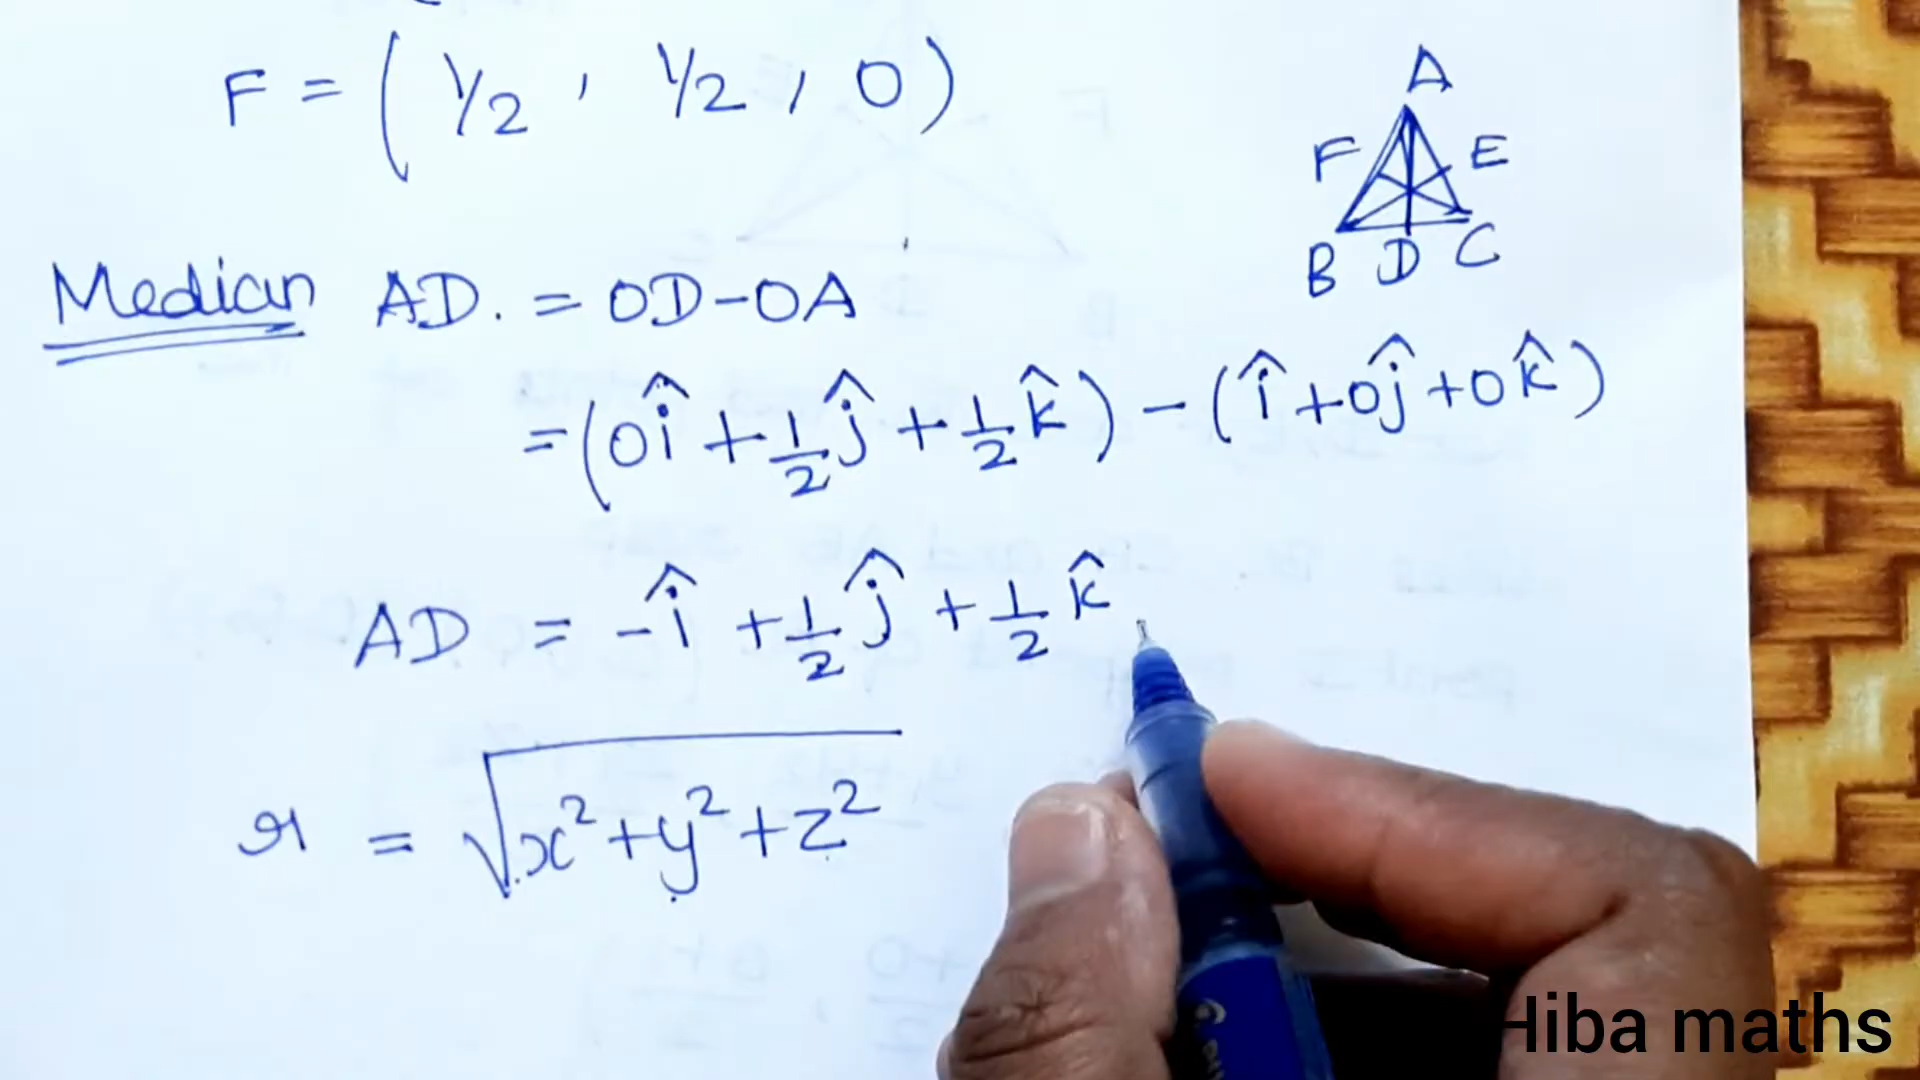 F = ( 1/2 , 1/2 , 0 )
A
F E
B D C
Median AD. = OD-OA
= (0î + 1/2 ĵ + 1/2 k̂) - (î + 0ĵ + 0k̂)
AD = -î + 1/2 ĵ + 1/2 k̂
r = √x²+y²+z²
Hiba maths